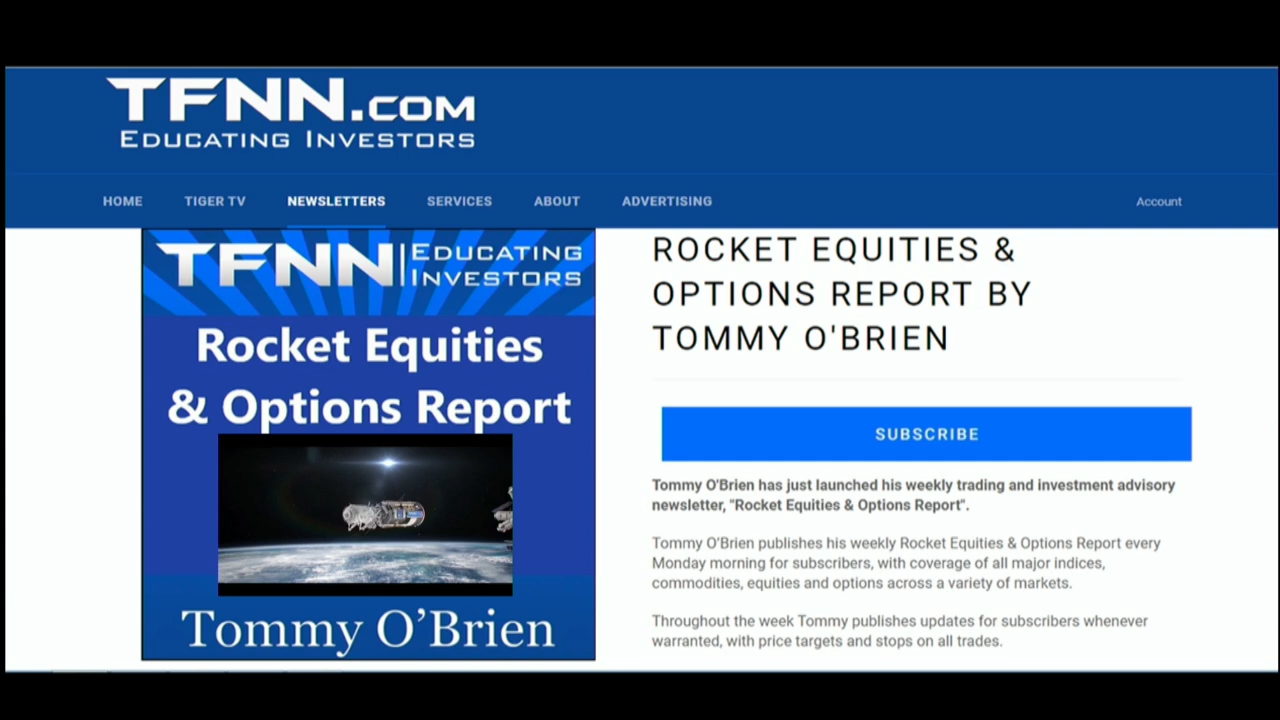 TFNN.COM
EDUCATING INVESTORS
HOME TIGER TV NEWSLETTERS SERVICES ABOUT ADVERTISING Account
TFNN EDUCATING
INVESTORS
Rocket Equities
& Options Report
Tommy O’Brien
ROCKET EQUITIES &
OPTIONS REPORT BY
TOMMY O'BRIEN
SUBSCRIBE
Tommy O'Brien has just launched his weekly trading and investment advisory
newsletter, "Rocket Equities & Options Report".
Tommy O'Brien publishes his weekly Rocket Equities & Options Report every
Monday morning for subscribers, with coverage of all major indices,
commodities, equities and options across a variety of markets.
Throughout the week Tommy publishes updates for subscribers whenever
warranted, with price targets and stops on all trades.